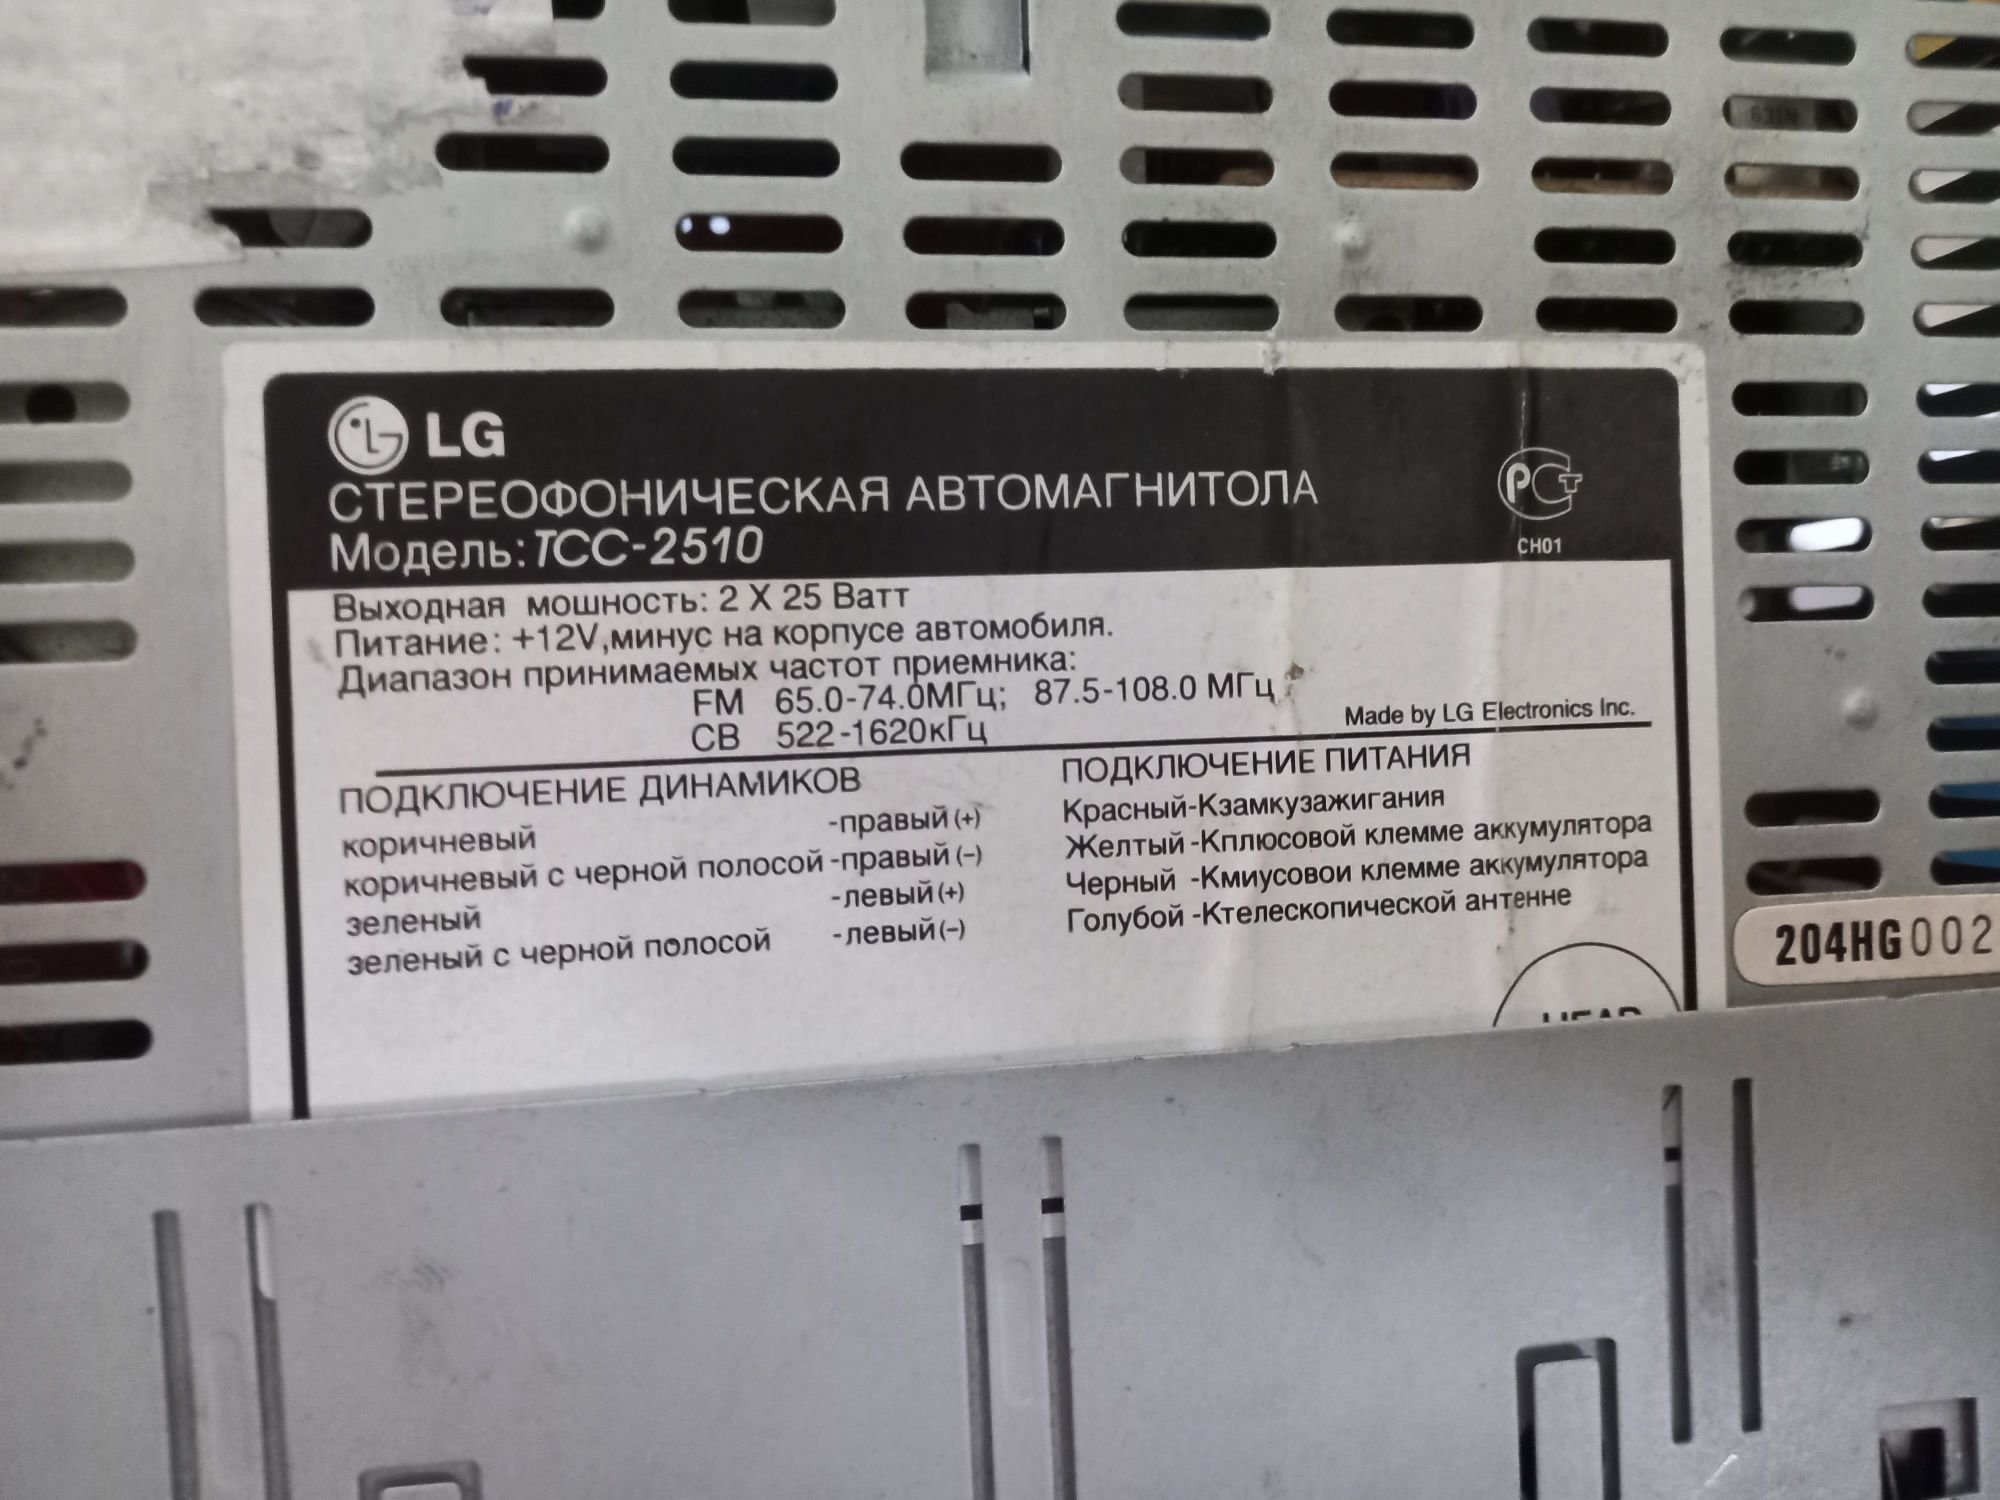 LG
СТЕРЕОФОНИЧЕСКАЯ АВТОМАГНИТОЛА
Модель: TCC-2510
РСТ
CH01
Выходная мошность: 2 X 25 Ватт
Питание: +12V,минус на корпусе автомобиля.
Диапазон принимаемых частот приемника:
FM 65.0-74.0МГц; 87.5-108.0 МГц
СВ 522-1620кГц
Made by LG Electronics Inc.
ПОДКЛЮЧЕНИЕ ДИНАМИКОВ
коричневый -правый (+)
коричневый с черной полосой -правый (–)
зеленый -левый (+)
зеленый с черной полосой -левый (–)
ПОДКЛЮЧЕНИЕ ПИТАНИЯ
Красный-Кзамкузажигания
Желтый -Кплюсовой клемме аккумулятора
Черный -Кмиусовои клемме аккумулятора
Голубой -Ктелескопической антенне
204HG002